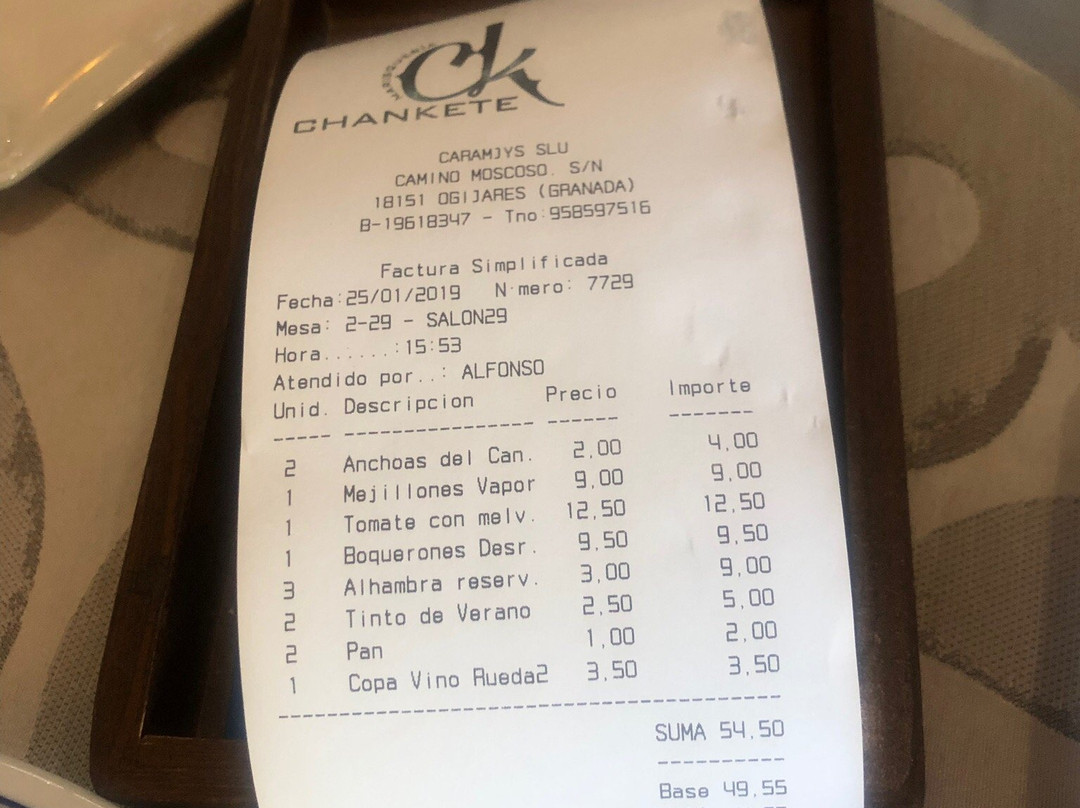 MARISQUERIA
CK
CHANKETE
CARAMJYS SLU
CAMINO MOSCOSO. S/N
18151 OGIJARES (GRANADA)
B-19618347 - Tno:958597516
Factura Simplificada
Fecha:25/01/2019 N·mero: 7729
Mesa: 2-29 - SALON29
Hora......:15:53
Atendido por..: ALFONSO
Unid. Descripcion Precio Importe
2 Anchoas del Can. 2,00 4,00
1 Mejillones Vapor 9,00 9,00
1 Tomate con melv. 12,50 12,50
1 Boquerones Desr. 9,50 9,50
3 Alhambra reserv. 3,00 9,00
2 Tinto de Verano 2,50 5,00
2 Pan 1,00 2,00
1 Copa Vino Rueda2 3,50 3,50
SUMA 54,50
Base 49,55